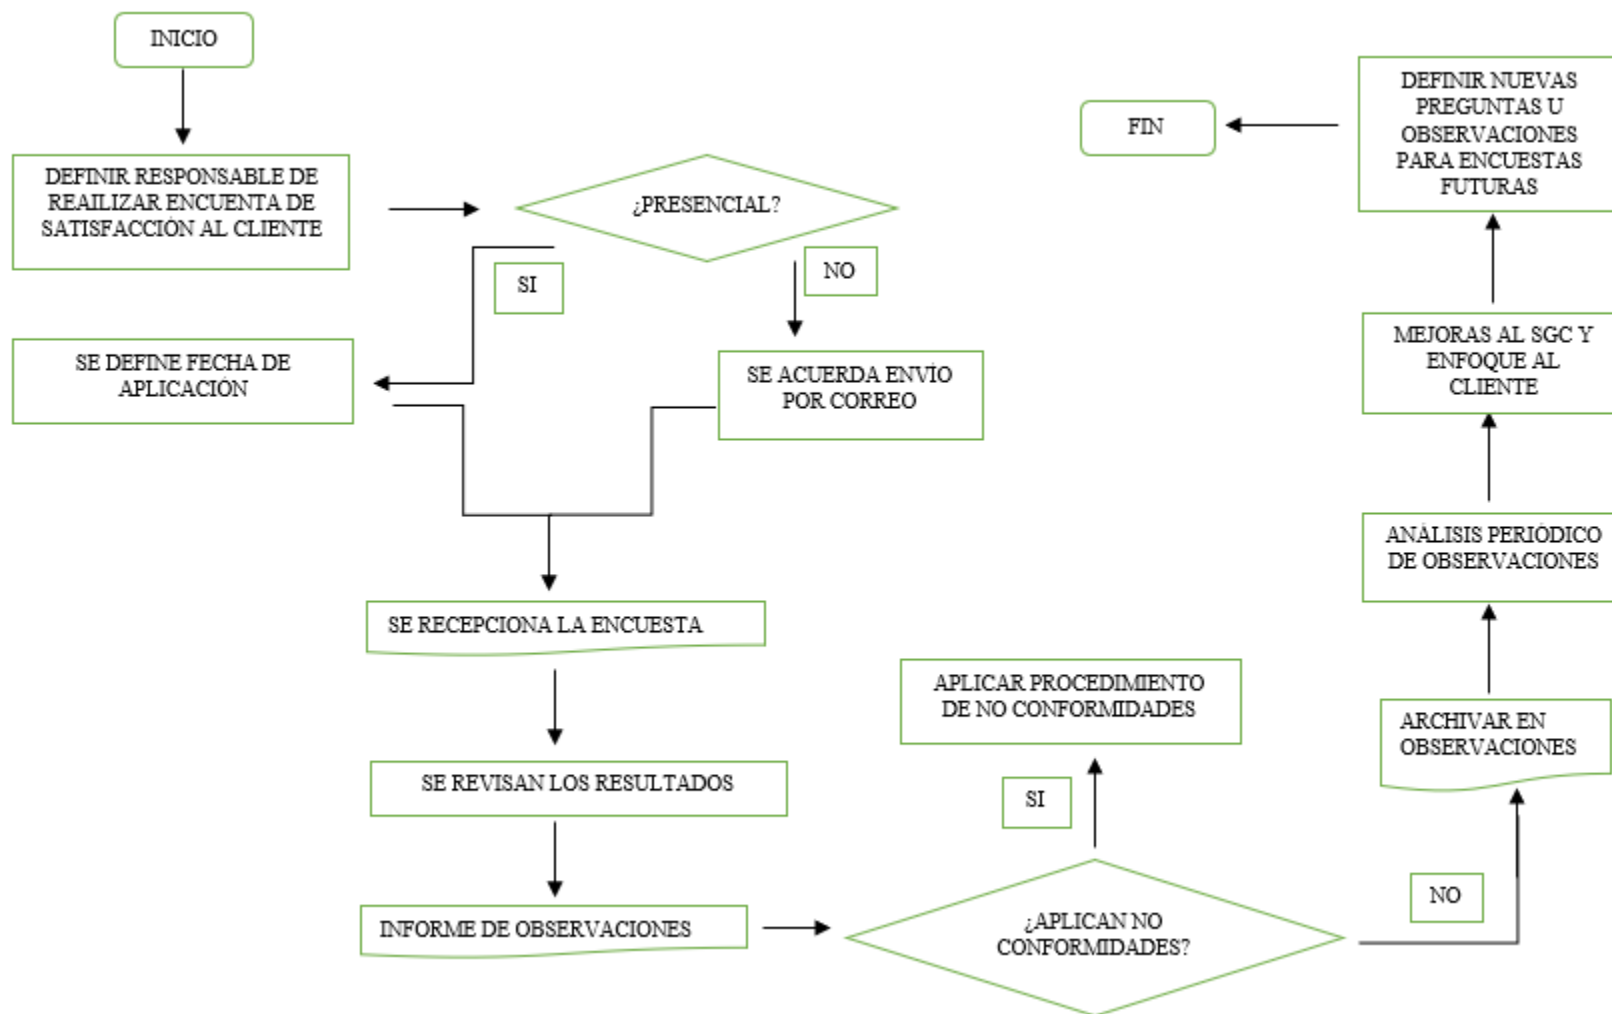 INICIO
DEFINIR RESPONSABLE DE
REAILIZAR ENCUENTA DE
SATISFACCIÓN AL CLIENTE
¿PRESENCIAL?
SI
NO
SE DEFINE FECHA DE
APLICACIÓN
SE ACUERDA ENVÍO
POR CORREO
SE RECEPCIONA LA ENCUESTA
SE REVISAN LOS RESULTADOS
INFORME DE OBSERVACIONES
¿APLICAN NO
CONFORMIDADES?
SI
APLICAR PROCEDIMIENTO
DE NO CONFORMIDADES
NO
ARCHIVAR EN
OBSERVACIONES
ANÁLISIS PERIÓDICO
DE OBSERVACIONES
MEJORAS AL SGC Y
ENFOQUE AL
CLIENTE
DEFINIR NUEVAS
PREGUNTAS U
OBSERVACIONES
PARA ENCUESTAS
FUTURAS
FIN